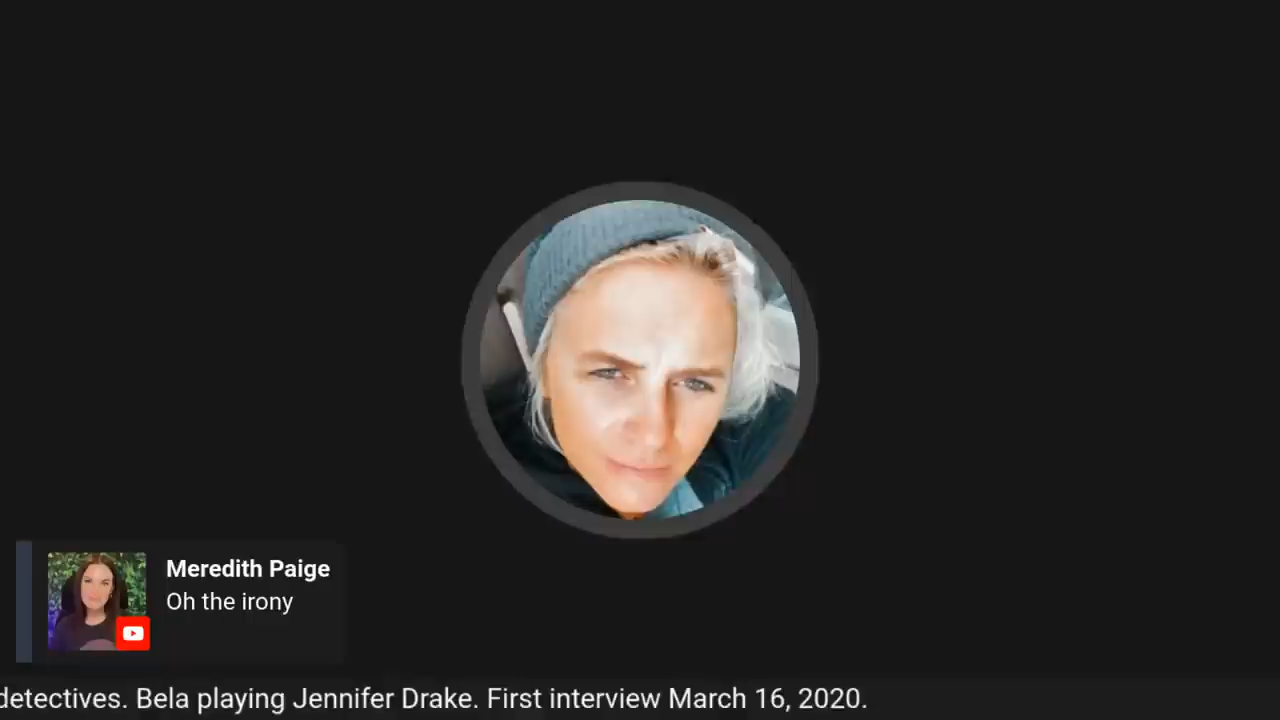 Meredith Paige
Oh the irony
detectives. Bela playing Jennifer Drake. First interview March 16, 2020.